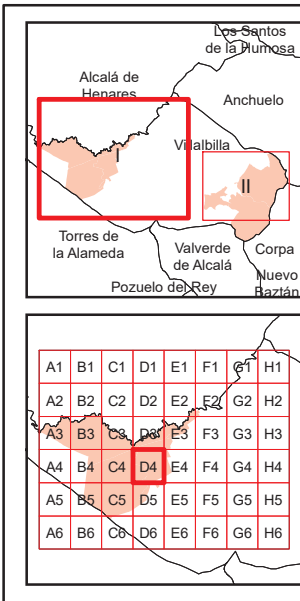 Los Santos
de la Humosa
Alcalá de
Henares
Anchuelo
I
Villalbilla
II
Torres de
la Alameda
Valverde
de Alcalá
Corpa
Pozuelo del Rey
Nuevo
Baztán
A1 B1 C1 D1 E1 F1 G1 H1
A2 B2 C2 D2 E2 F2 G2 H2
A3 B3 C3 D3 E3 F3 G3 H3
A4 B4 C4 D4 E4 F4 G4 H4
A5 B5 C5 D5 E5 F5 G5 H5
A6 B6 C6 D6 E6 F6 G6 H6